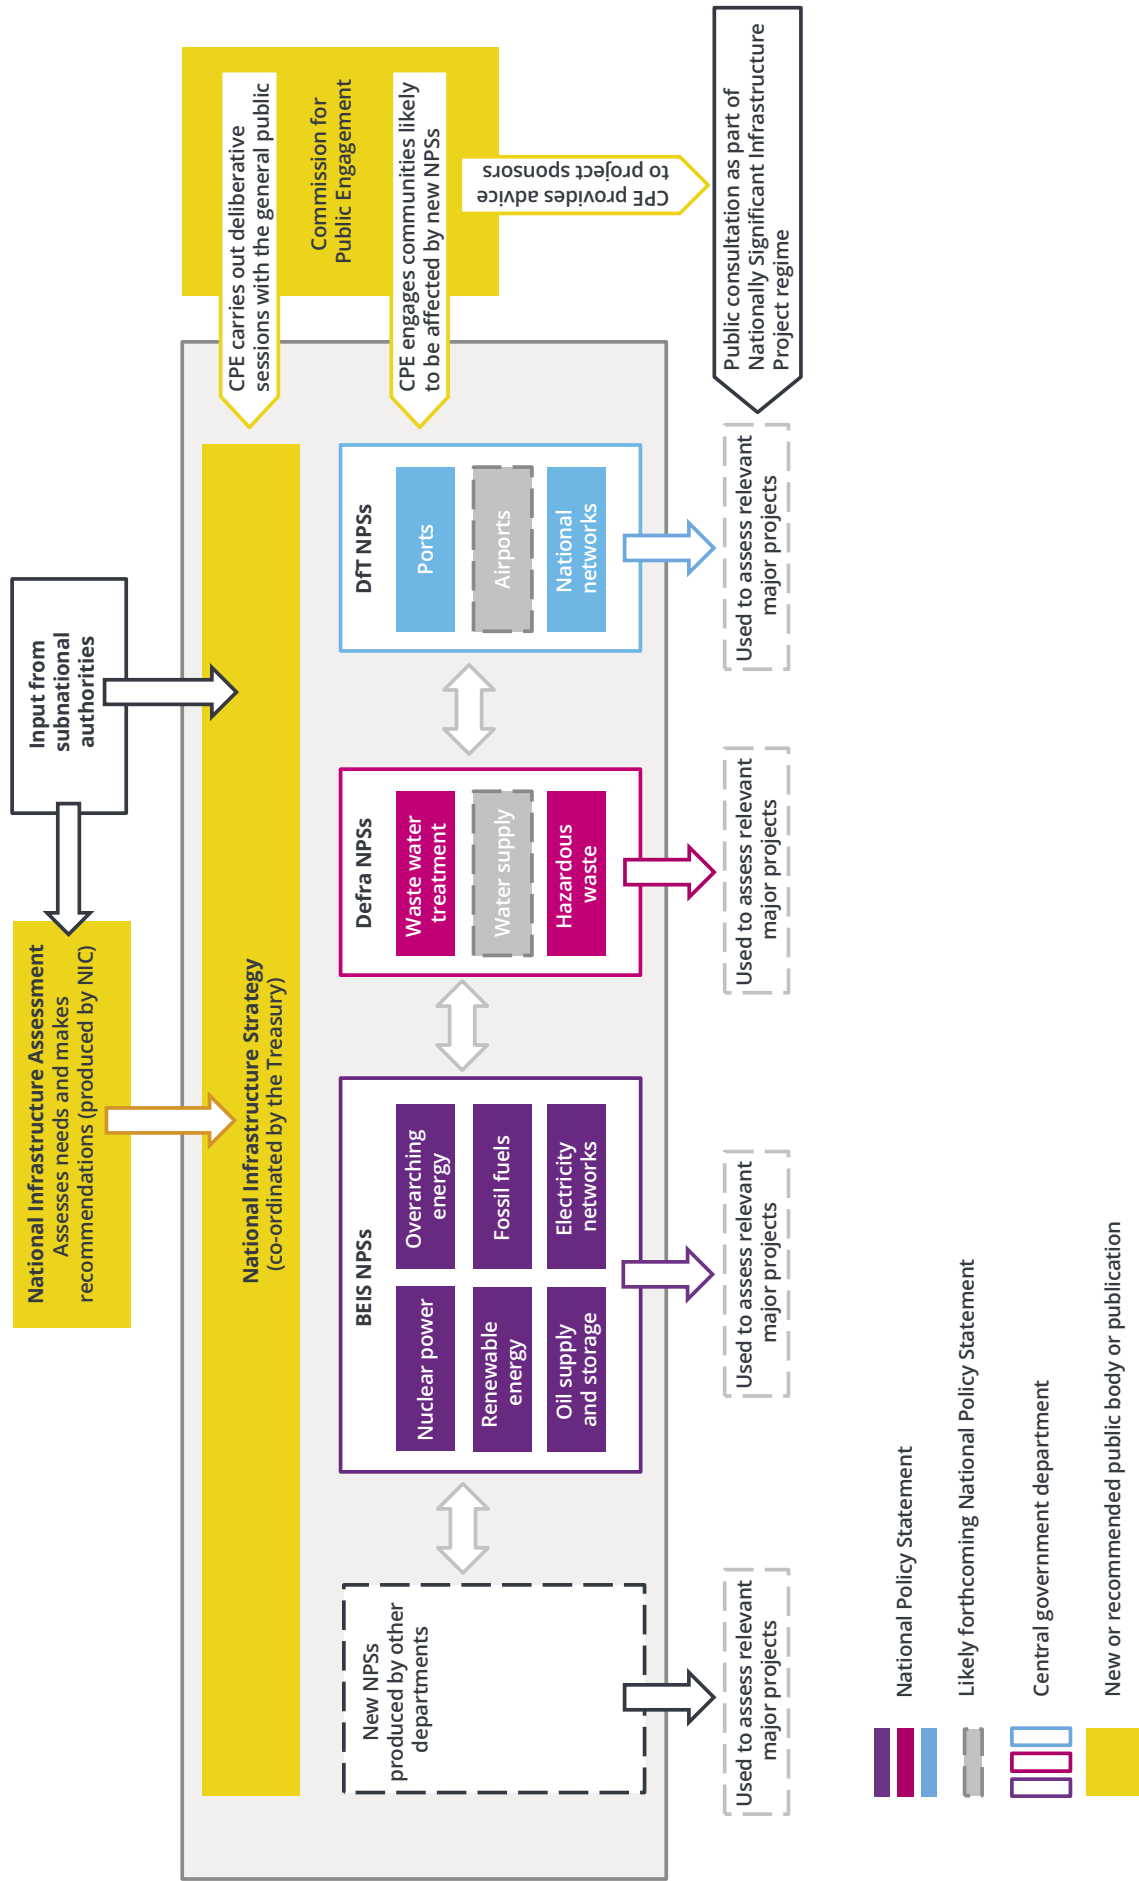 National Infrastructure Assessment
Assesses needs and makes
recommendations (produced by NIC)
Input from
subnational
authorities
National Infrastructure Strategy
(co-ordinated by the Treasury)
CPE carries out deliberative
sessions with the general public
Commission for
Public Engagement
CPE engages communities likely
to be affected by new NPSs
CPE provides advice
to project sponsors
New NPSs
produced by other
departments
BEIS NPSs
Nuclear power
Overarching
energy
Renewable
energy
Fossil fuels
Oil supply
and storage
Electricity
networks
Defra NPSs
Waste water
treatment
Water supply
Hazardous
waste
DfT NPSs
Ports
Airports
National
networks
Used to assess relevant
major projects
Used to assess relevant
major projects
Used to assess relevant
major projects
Used to assess relevant
major projects
Public consultation as part of
Nationally Significant Infrastructure
Project regime
National Policy Statement
Likely forthcoming National Policy Statement
Central government department
New or recommended public body or publication